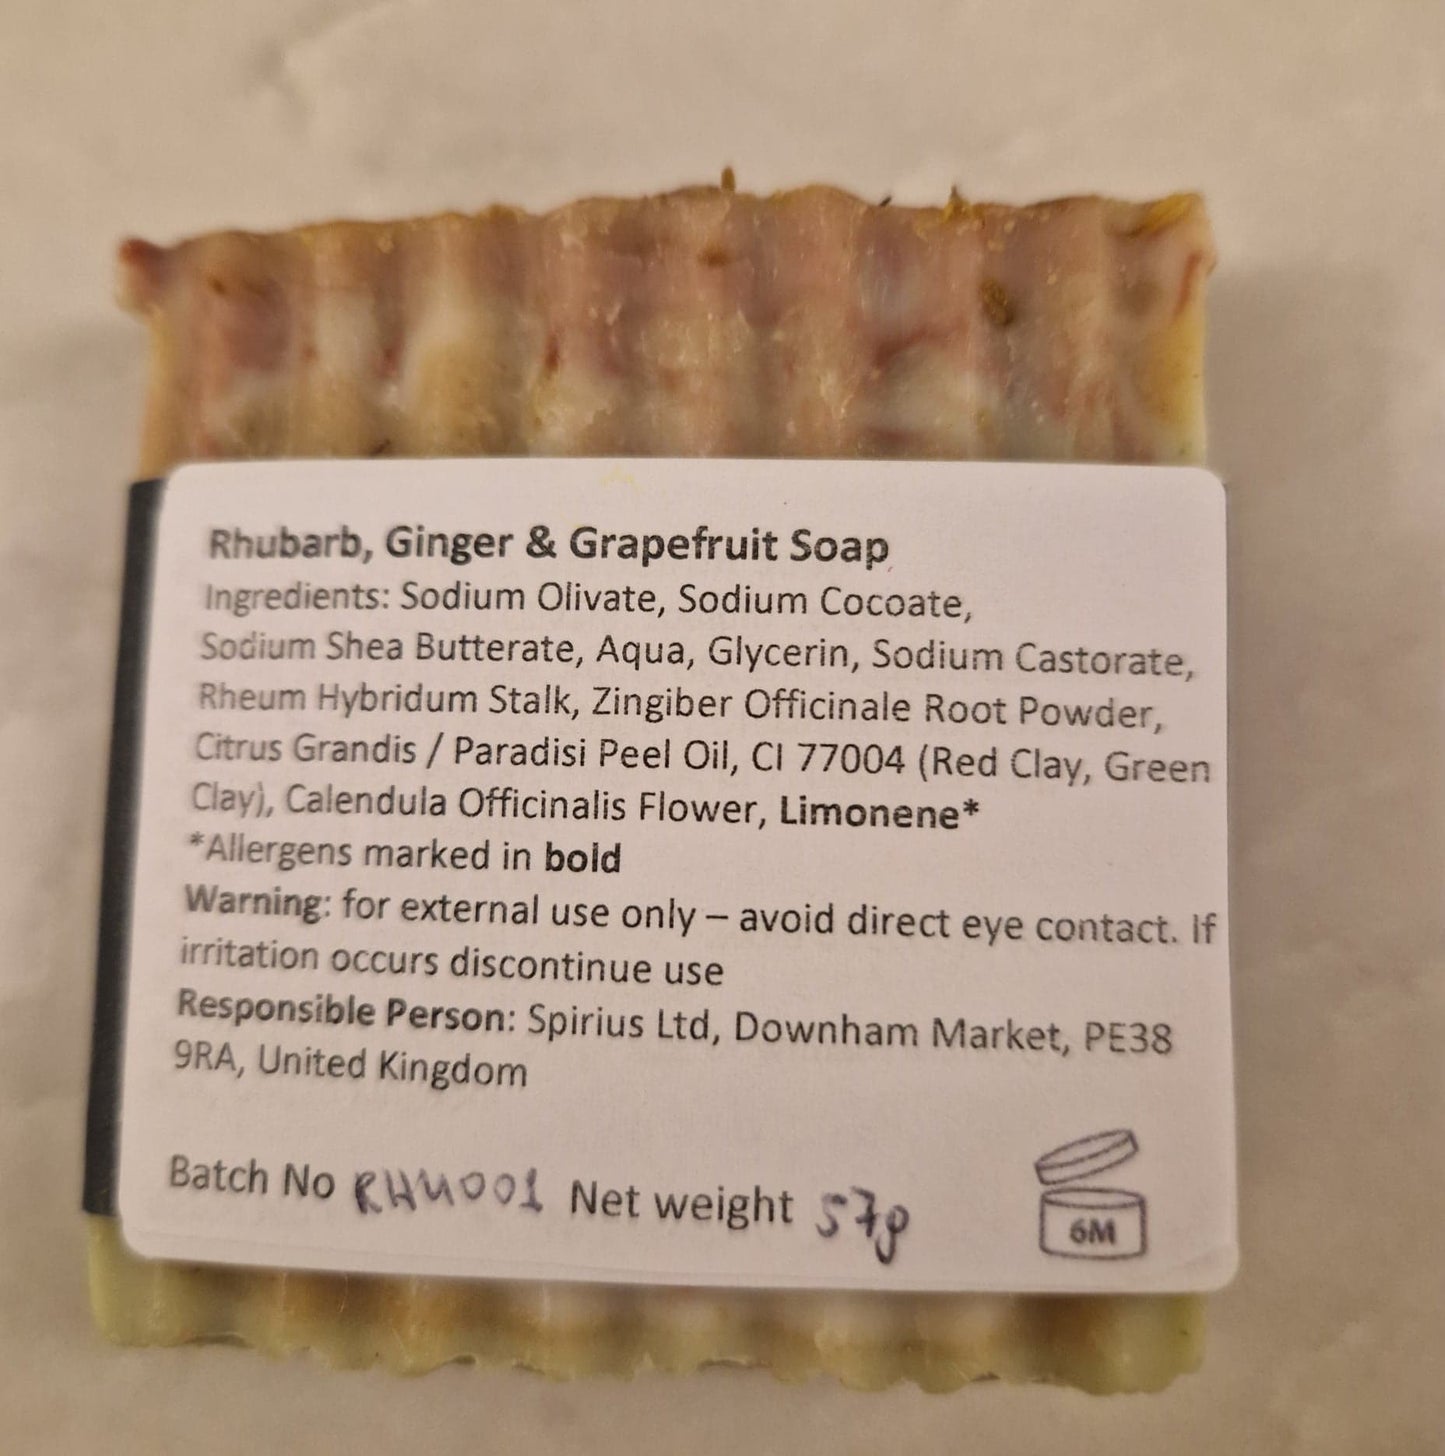 Rhubarb, Ginger & Grapefruit Soap
Ingredients: Sodium Olivate, Sodium Cocoate,
Sodium Shea Butterate, Aqua, Glycerin, Sodium Castorate,
Rheum Hybridum Stalk, Zingiber Officinale Root Powder,
Citrus Grandis / Paradisi Peel Oil, CI 77004 (Red Clay, Green
Clay), Calendula Officinalis Flower, Limonene*
*Allergens marked in bold
Warning: for external use only – avoid direct eye contact. If
irritation occurs discontinue use
Responsible Person: Spirius Ltd, Downham Market, PE38
9RA, United Kingdom
Batch No RHU001 Net weight 57g
6M